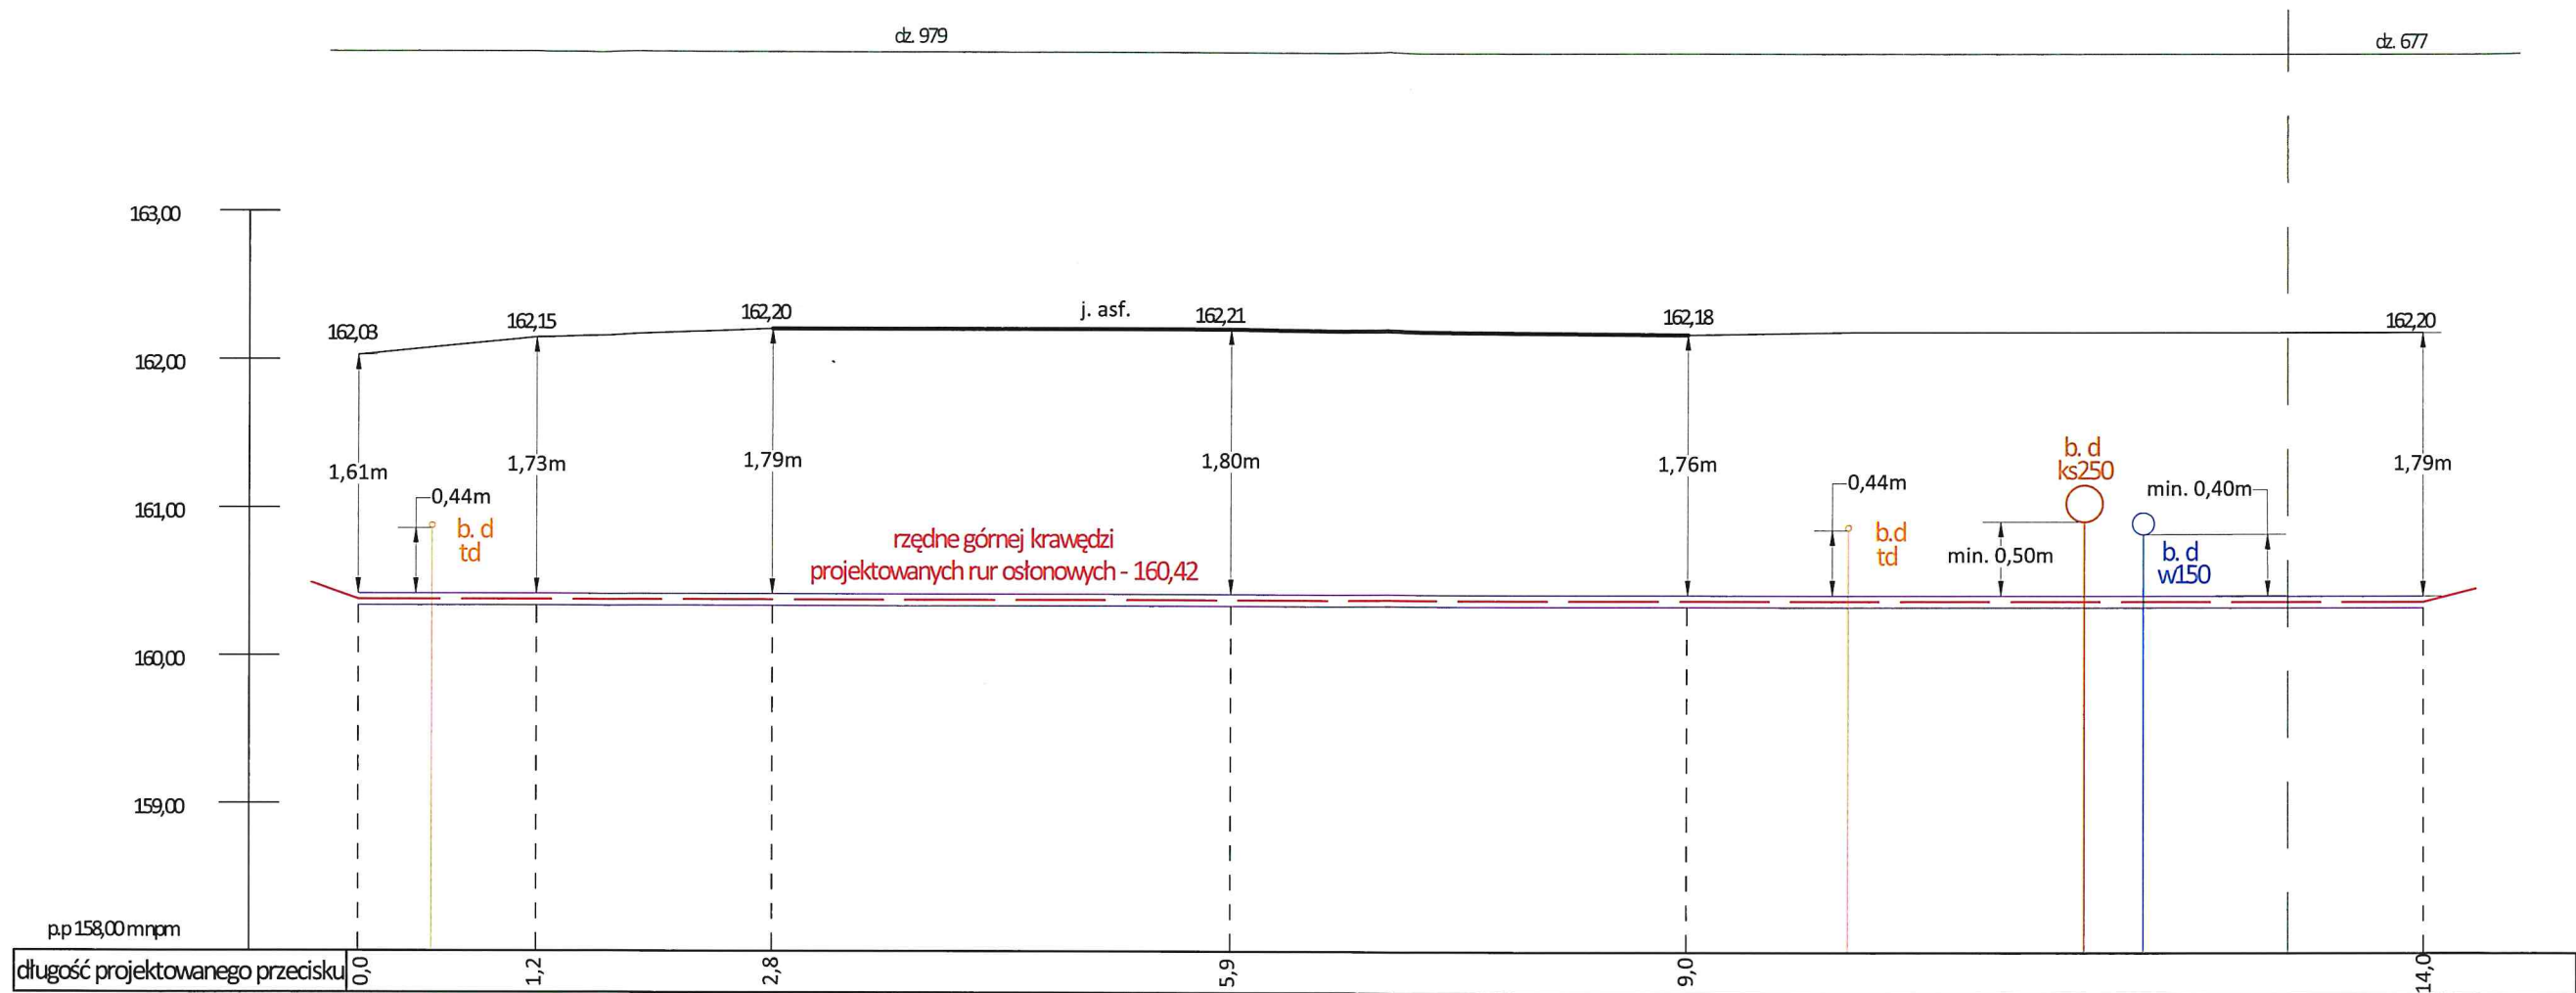 dz. 979
dz. 677
163,00
162,03
162,15
162,20
j. asf.
162,21
162,18
162,20
162,00
1,61m
1,73m
1,79m
1,80m
1,76m
1,79m
b. d
ks250
0,44m
0,44m
min. 0,40m
161,00
b. d
td
b.d
td
min. 0,50m
b. d
w150
rzędne górnej krawędzi
projektowanych rur osłonowych - 160,42
160,00
159,00
p.p 158,00 m npm
długość projektowanego przecisku
0,0
1,2
2,8
5,9
9,0
14,0